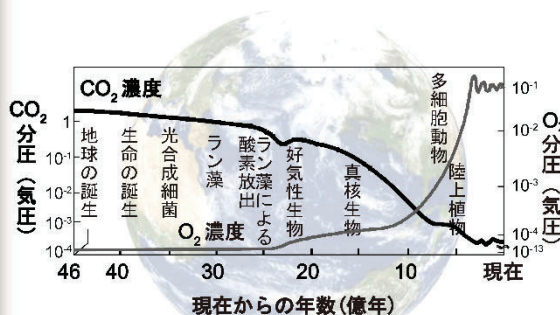 CO2 濃度
CO2 分圧（気圧）
1
10-1
10-2
10-3
10-4
地球の誕生
生命の誕生
光合成細菌
ラン藻
ラン藻による
酸素放出
好気性生物
真核生物
多細胞動物
陸上植物
O2 濃度
O2 分圧（気圧）
10-1
10-2
10-3
10-4
10-13
46 40 30 20 10 現在
現在からの年数(億年)